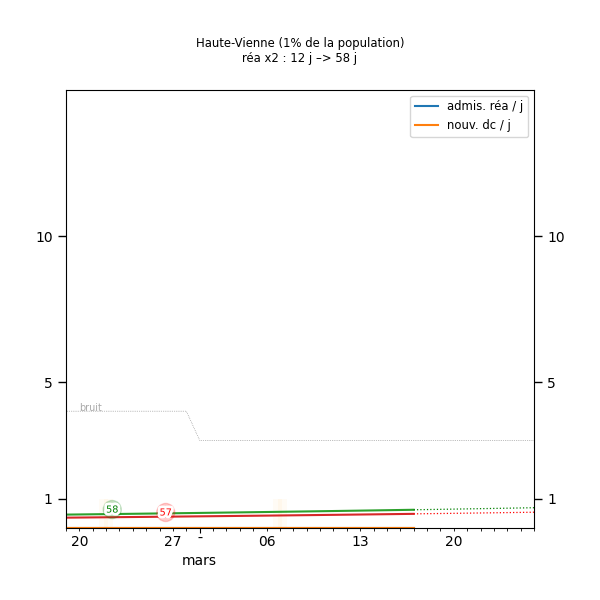 Haute-Vienne (1% de la population)
réa x2 : 12 j –> 58 j
admis. réa / j
nouv. dc / j
10
10
5
5
bruit
1
1
58
57
20
27
-
06
13
20
mars